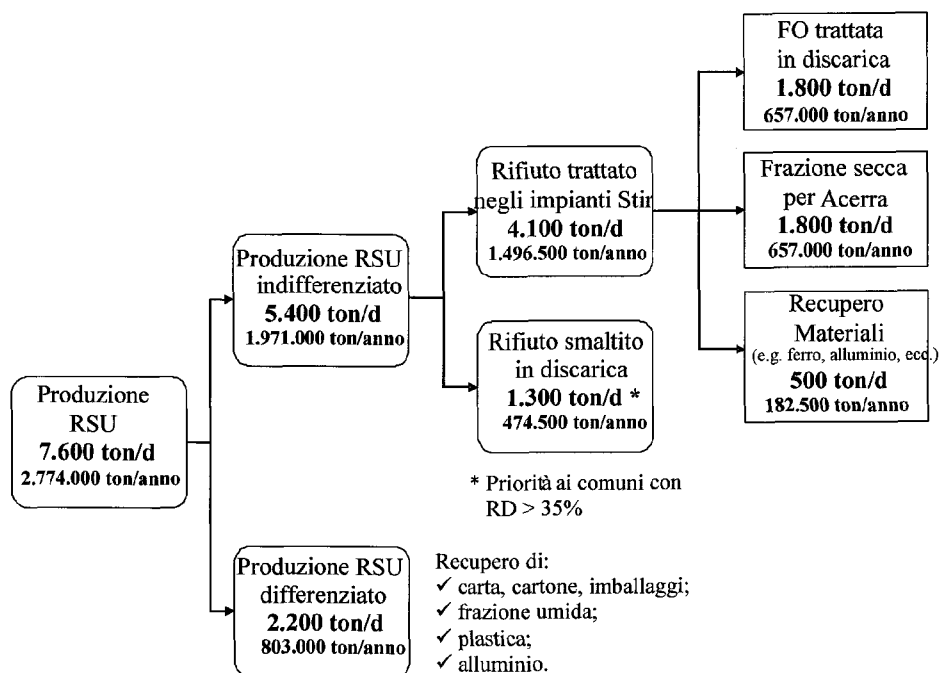 FO trattata
in discarica
1.800 ton/d
657.000 ton/anno
Rifiuto trattato
negli impianti Stir
4.100 ton/d
1.496.500 ton/anno
Frazione secca
per Acerra
1.800 ton/d
657.000 ton/anno
Produzione RSU
indifferenziato
5.400 ton/d
1.971.000 ton/anno
Recupero
Materiali
(e.g. ferro, alluminio, ecc.)
500 ton/d
182.500 ton/anno
Rifiuto smaltito
in discarica
1.300 ton/d *
474.500 ton/anno
Produzione
RSU
7.600 ton/d
2.774.000 ton/anno
* Priorità ai comuni con
RD > 35%
Produzione RSU
differenziato
2.200 ton/d
803.000 ton/anno
Recupero di:
✓ carta, cartone, imballaggi;
✓ frazione umida;
✓ plastica;
✓ alluminio.